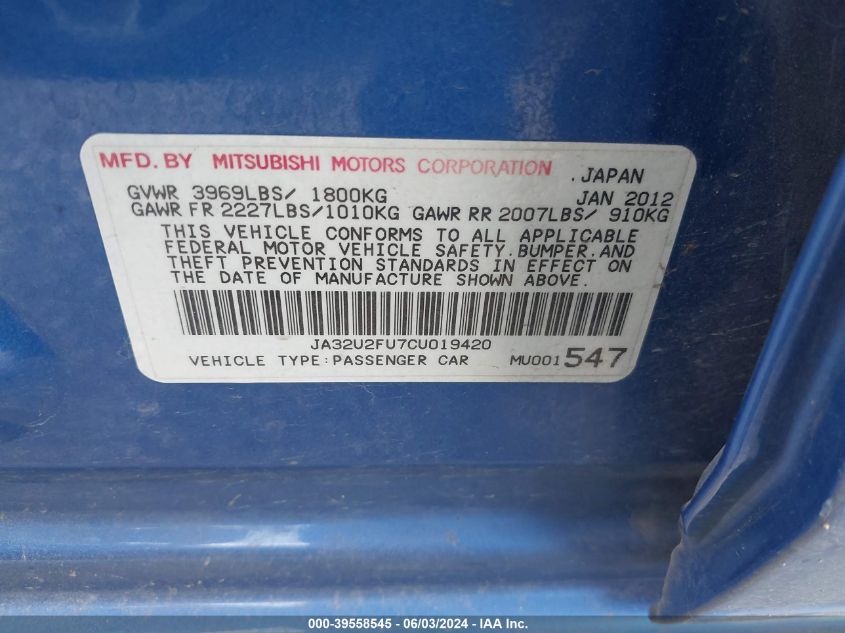 MFD. BY MITSUBISHI MOTORS CORPORATION .JAPAN
GVWR 3969LBS/ 1800KG JAN 2012
GAWR FR 2227LBS/1010KG GAWR RR 2007LBS/ 910KG
THIS VEHICLE CONFORMS TO ALL APPLICABLE
FEDERAL MOTOR VEHICLE SAFETY.BUMPER.AND
THEFT PREVENTION STANDARDS IN EFFECT ON
THE DATE OF MANUFACTURE SHOWN ABOVE.
JA32U2FU7CU019420
VEHICLE TYPE:PASSENGER CAR MU001547
000-39558545 - 06/03/2024 - IAA Inc.